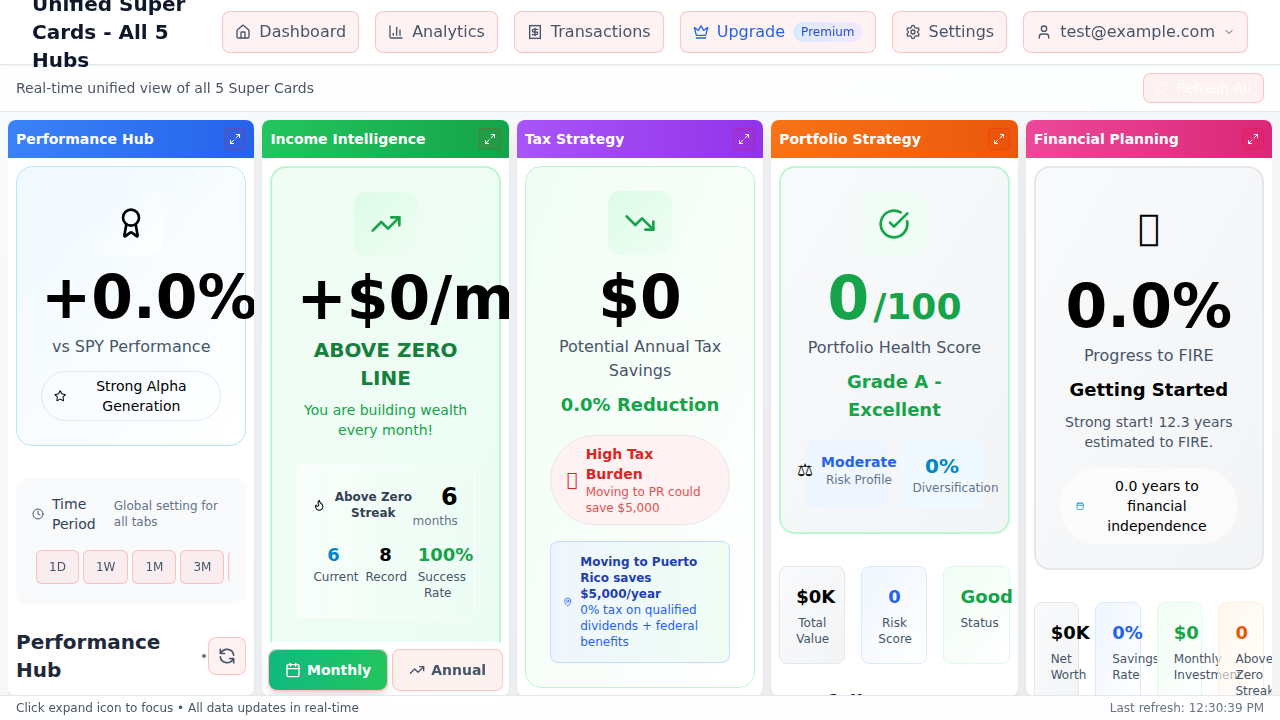 Unified Super
Cards - All 5
Hubs
Dashboard
Analytics
Transactions
Upgrade Premium
Settings
test@example.com
Real-time unified view of all 5 Super Cards
Refresh All
Performance Hub
+0.0%
vs SPY Performance
Strong Alpha
Generation
Time
Period
Global setting for
all tabs
1D 1W 1M 3M
Performance
Hub
•
Income Intelligence
+$0/m
ABOVE ZERO
LINE
You are building wealth
every month!
Above Zero
Streak
6
months
6
Current
8
Record
100%
Success
Rate
Monthly
Annual
Tax Strategy
$0
Potential Annual Tax
Savings
0.0% Reduction
High Tax
Burden
Moving to PR could
save $5,000
Moving to Puerto
Rico saves
$5,000/year
0% tax on qualified
dividends + federal
benefits
Portfolio Strategy
0/100
Portfolio Health Score
Grade A -
Excellent
Moderate
Risk Profile
0%
Diversification
$0K
Total
Value
0
Risk
Score
Good
Status
Financial Planning
0.0%
Progress to FIRE
Getting Started
Strong start! 12.3 years
estimated to FIRE.
0.0 years to
financial
independence
$0K
Net
Worth
0%
Savings
Rate
$0
Monthly
Investment
0
Above
Zero
Streak
Click expand icon to focus • All data updates in real-time
Last refresh: 12:30:39 PM